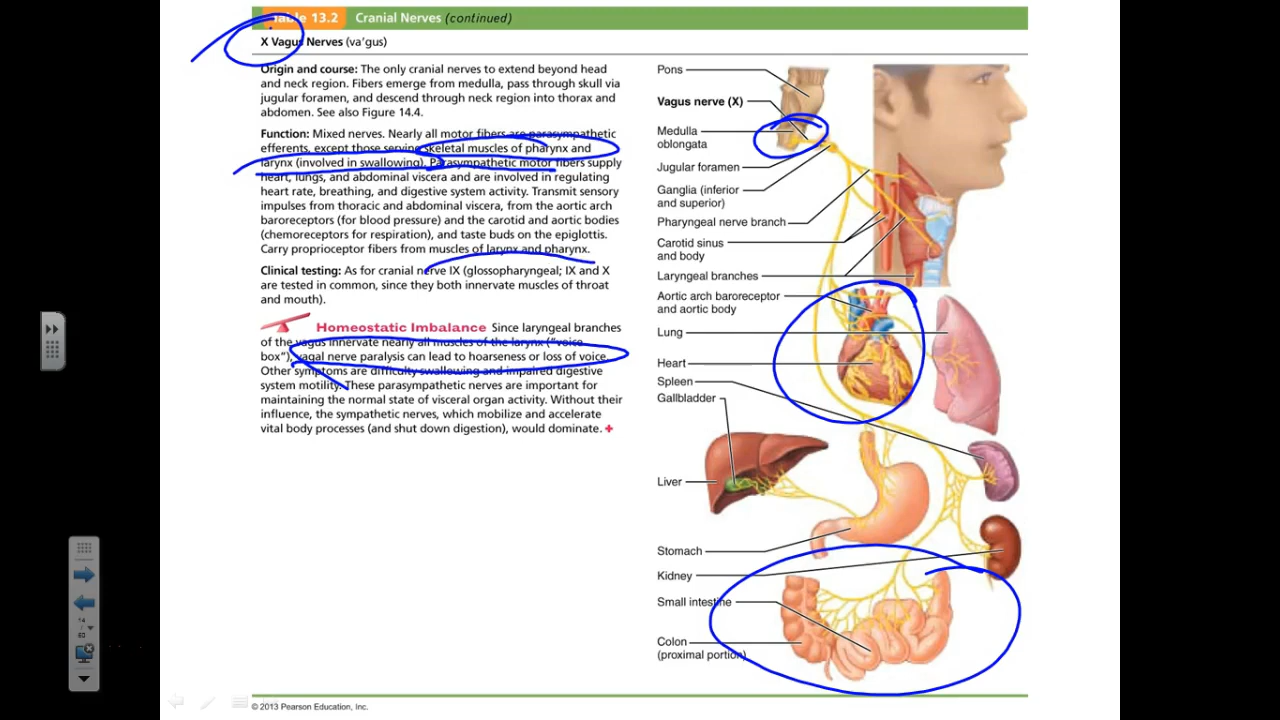 Table 13.2 Cranial Nerves (continued)
X Vagus Nerves (va′gus)
Origin and course: The only cranial nerves to extend beyond head
and neck region. Fibers emerge from medulla, pass through skull via
jugular foramen, and descend through neck region into thorax and
abdomen. See also Figure 14.4.
Function: Mixed nerves. Nearly all motor fibers are parasympathetic
efferents, except those serving skeletal muscles of pharynx and
larynx (involved in swallowing). Parasympathetic motor fibers supply
heart, lungs, and abdominal viscera and are involved in regulating
heart rate, breathing, and digestive system activity. Transmit sensory
impulses from thoracic and abdominal viscera, from the aortic arch
baroreceptors (for blood pressure) and the carotid and aortic bodies
(chemoreceptors for respiration), and taste buds on the epiglottis.
Carry proprioceptor fibers from muscles of larynx and pharynx.
Clinical testing: As for cranial nerve IX (glossopharyngeal; IX and X
are tested in common, since they both innervate muscles of throat
and mouth).
Homeostatic Imbalance Since laryngeal branches
of the vagus innervate nearly all muscles of the larynx (“voice
box”), vagal nerve paralysis can lead to hoarseness or loss of voice.
Other symptoms are difficulty swallowing and impaired digestive
system motility. These parasympathetic nerves are important for
maintaining the normal state of visceral organ activity. Without their
influence, the sympathetic nerves, which mobilize and accelerate
vital body processes (and shut down digestion), would dominate. +
Pons
Vagus nerve (X)
Medulla
oblongata
Jugular foramen
Ganglia (inferior
and superior)
Pharyngeal nerve branch
Carotid sinus
and body
Laryngeal branches
Aortic arch baroreceptor
and aortic body
Lung
Heart
Spleen
Gallbladder
Liver
Stomach
Kidney
Small intestine
Colon
(proximal portion)
14
/
60
© 2013 Pearson Education, Inc.